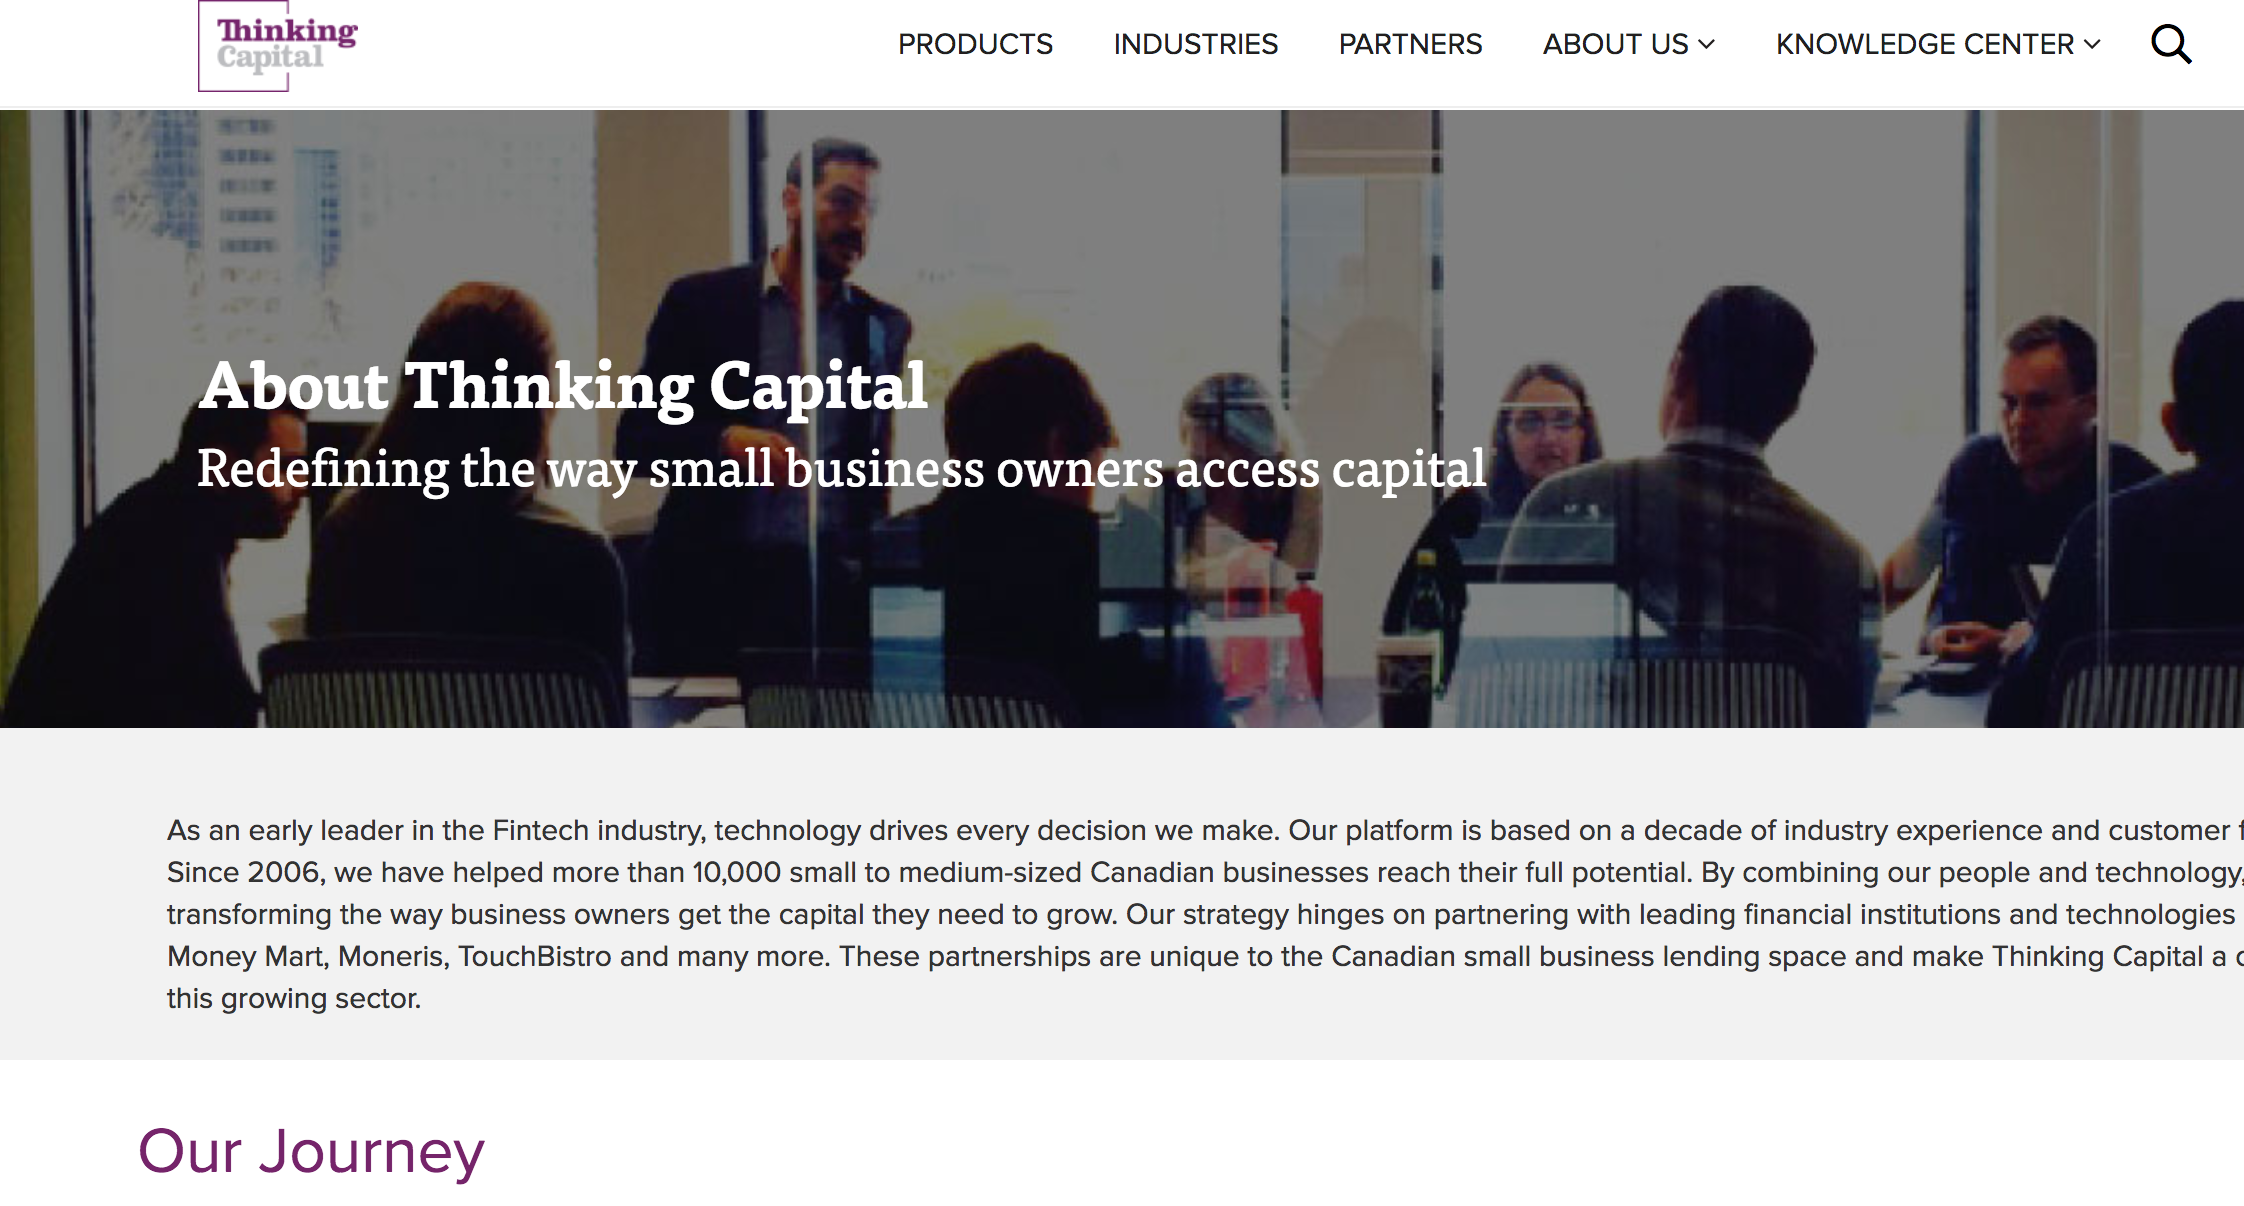 Thinking
Capital
PRODUCTS INDUSTRIES PARTNERS ABOUT US KNOWLEDGE CENTER
About Thinking Capital
Redefining the way small business owners access capital
As an early leader in the Fintech industry, technology drives every decision we make. Our platform is based on a decade of industry experience and customer
Since 2006, we have helped more than 10,000 small to medium-sized Canadian businesses reach their full potential. By combining our people and technology,
transforming the way business owners get the capital they need to grow. Our strategy hinges on partnering with leading financial institutions and technologies
Money Mart, Moneris, TouchBistro and many more. These partnerships are unique to the Canadian small business lending space and make Thinking Capital a
this growing sector.
Our Journey